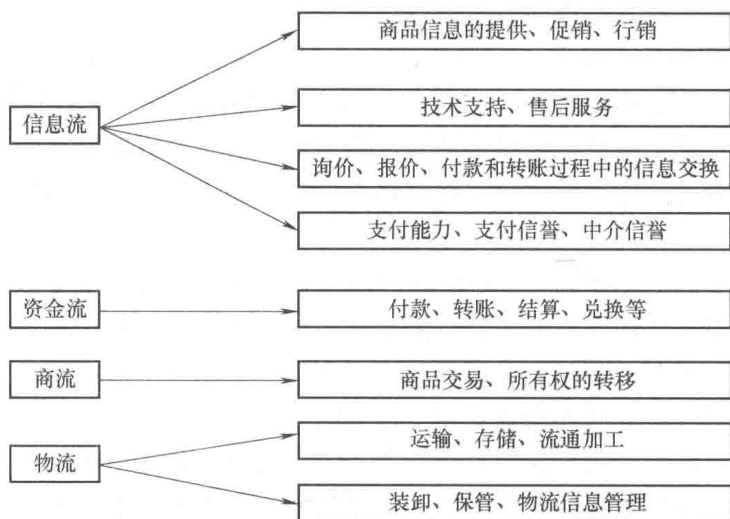 商品信息的提供、促销、行销
信息流
技术支持、售后服务
询价、报价、付款和转账过程中的信息交换
支付能力、支付信誉、中介信誉
资金流
付款、转账、结算、兑换等
商流
商品交易、所有权的转移
物流
运输、存储、流通加工
装卸、保管、物流信息管理